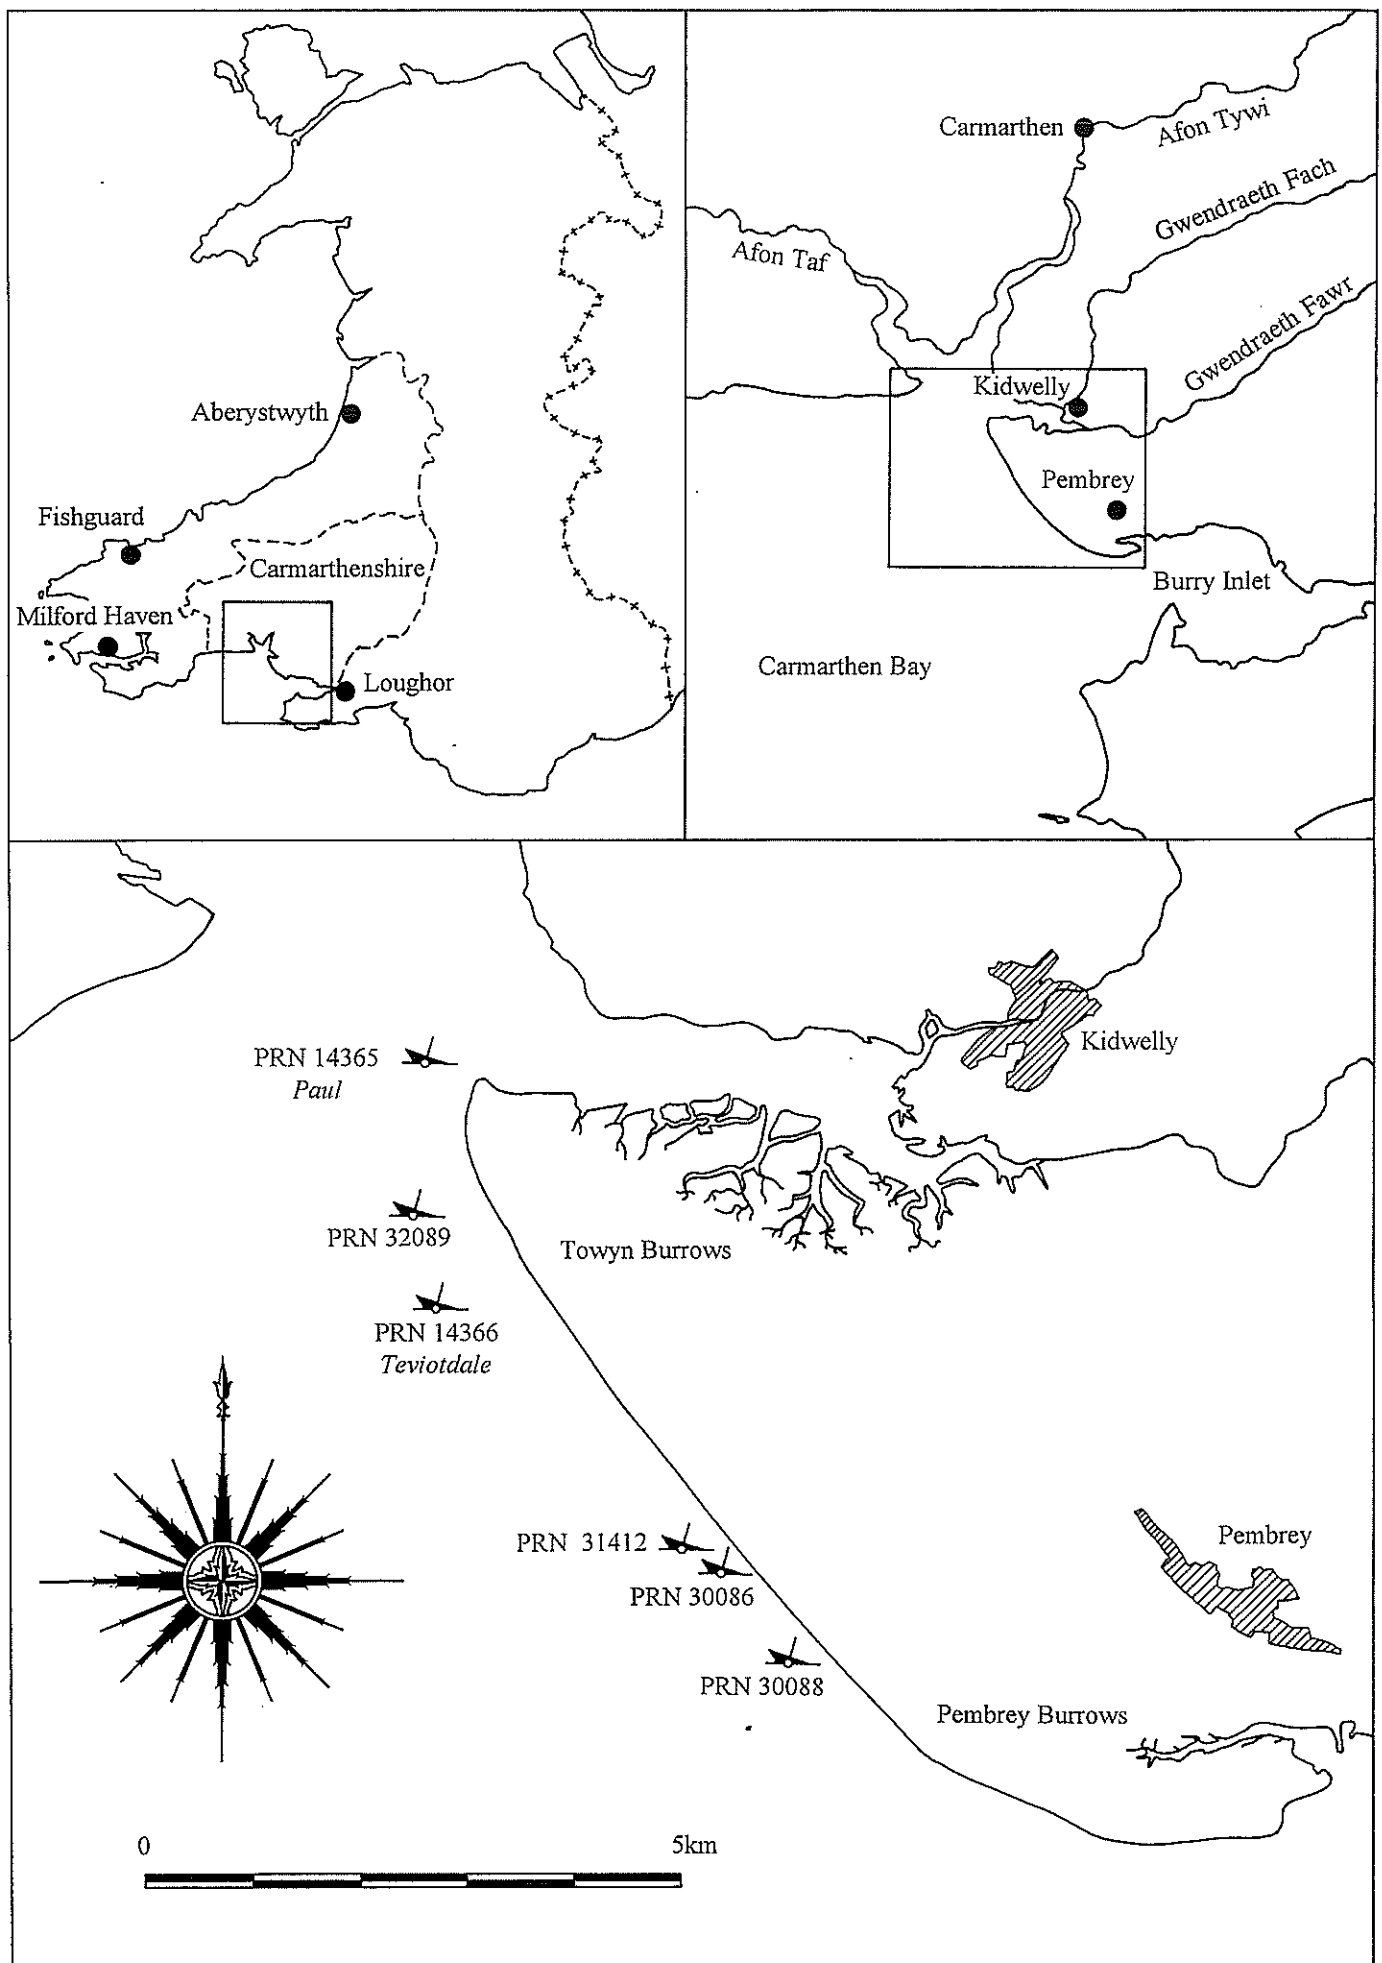 Aberystwyth
Fishguard
Carmarthenshire
Milford Haven
Loughor
Carmarthen
Afon Tywi
Gwendraeth Fach
Afon Taf
Gwendraeth Fawr
Kidwelly
Pembrey
Burry Inlet
Carmarthen Bay
Kidwelly
PRN 14365
Paul
PRN 32089
Towyn Burrows
PRN 14366
Teviotdale
PRN 31412
Pembrey
PRN 30086
PRN 30088
Pembrey Burrows
0 5km